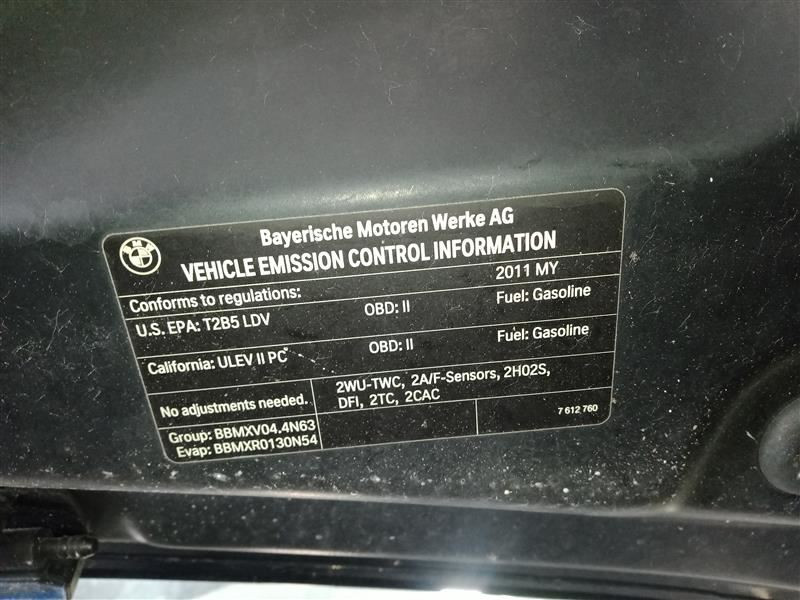 Bayerische Motoren Werke AG
VEHICLE EMISSION CONTROL INFORMATION
Conforms to regulations: 2011 MY
U.S. EPA: T2B5 LDV OBD: II Fuel: Gasoline
California: ULEV II PC OBD: II Fuel: Gasoline
No adjustments needed.
2WU-TWC, 2A/F-Sensors, 2HO2S,
DFI, 2TC, 2CAC
Group: BBMXV04.4N63
Evap: BBMXR0130N54
7 612 760